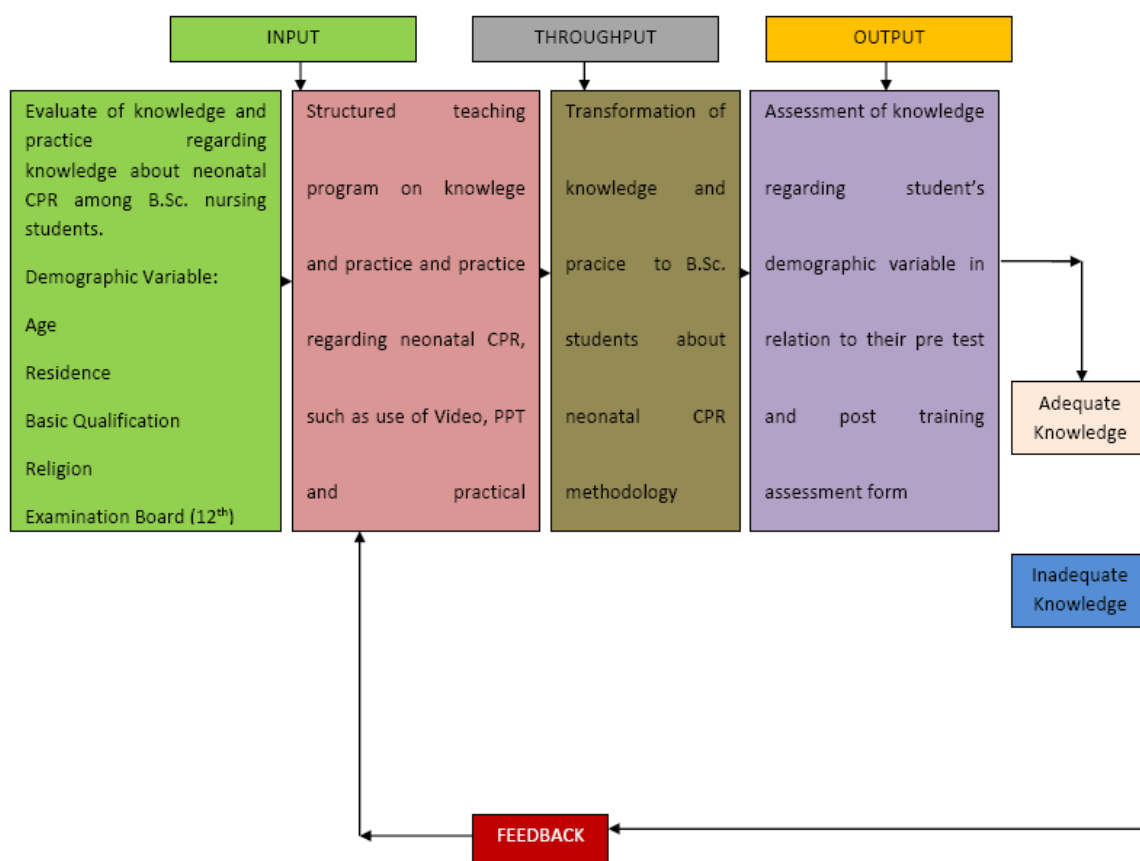 INPUT
THROUGHPUT
OUTPUT
Evaluate of knowledge and
practice regarding
knowledge about neonatal
CPR among B.Sc. nursing
students.
Demographic Variable:
Age
Residence
Basic Qualification
Religion
Examination Board (12th)
Structured teaching
program on knowlege
and practice and practice
regarding neonatal CPR,
such as use of Video, PPT
and practical
Transformation of
knowledge and
pracice to B.Sc.
students about
neonatal CPR
methodology
Assessment of knowledge
regarding student's
demographic variable in
relation to their pre test
and post training
assessment form
Adequate
Knowledge
Inadequate
Knowledge
FEEDBACK